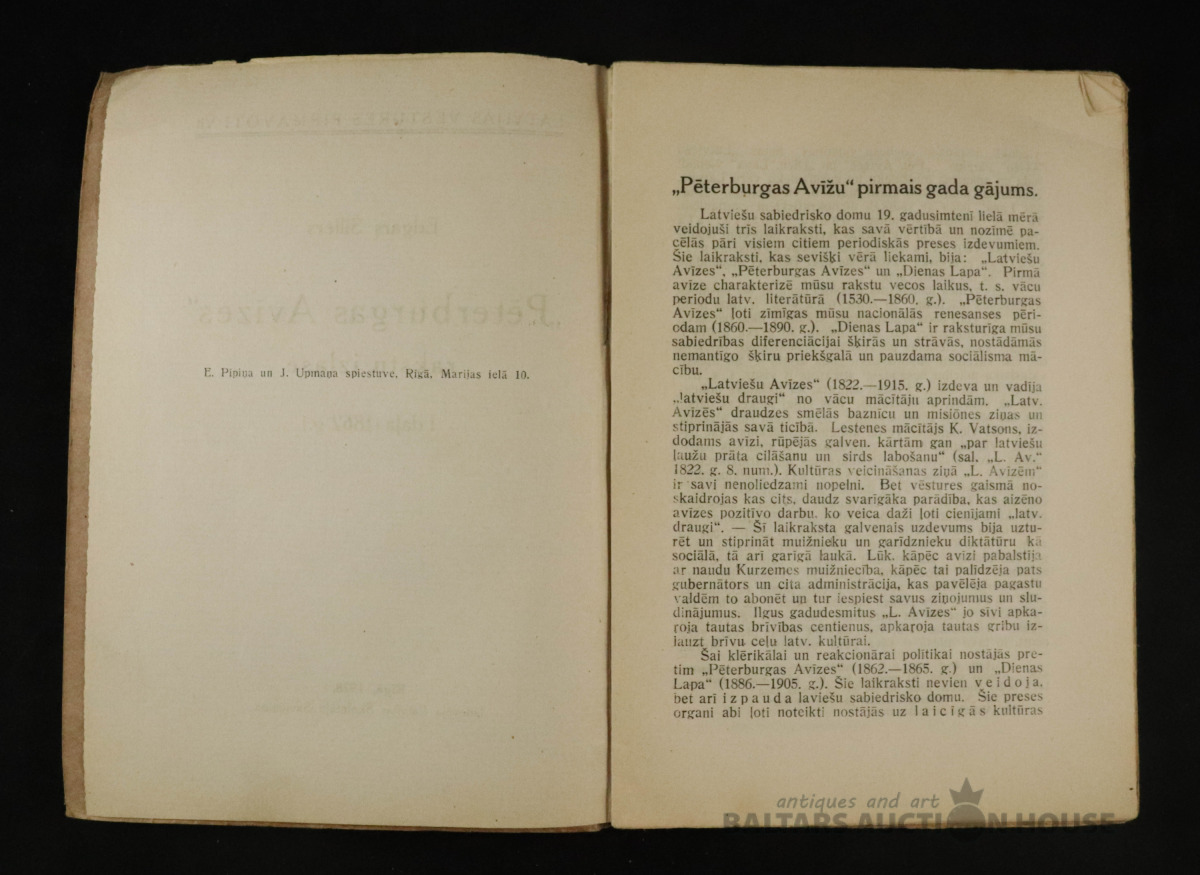 E. Pīpiņa un J. Upmaņa spiestuve, Rīgā, Marijas ielā 10.
„Pēterburgas Avīžu“ pirmais gada gājums.
Latviešu sabiedrisko domu 19. gadusimtenī lielā mērā
veidojuši trīs laikraksti, kas savā vērtībā un nozīmē pa-
cēlās pāri visiem citiem periodiskās preses izdevumiem.
Šie laikraksti, kas sevišķi vērā liekami, bija: „Latviešu
Avīzes“, „Pēterburgas Avīzes“ un „Dienas Lapa“. Pirmā
avīze charakterizē mūsu rakstu vecos laikus, t. s. vācu
periodu latv. literātūrā (1530.—1860. g.). „Pēterburgas
Avīzes“ ļoti zīmīgas mūsu nacionālās renesanses pēri-
odam (1860.—1890. g.). „Dienas Lapa“ ir raksturīga mūsu
sabiedrības diferenciācijai šķirās un strāvās, nostādāmās
nemantīgo šķiru priekšgalā un pauzdama sociālisma mā-
cību.
„Latviešu Avīzes“ (1822.—1915. g.) izdeva un vadīja
„latviešu draugi“ no vācu mācītāju aprindām. „Latv.
Avīzēs“ draudzes smēlās baznīcu un misiōnes ziņas un
stiprinājās savā ticībā. Lestenes mācītājs K. Vatsons, iz-
dodams avīzi, rūpējās galven. kārtām gan „par latviešu
ļaužu prāta cilāšanu un sirds labošanu“ (sal. „L. Av.“
1822. g. 8. num.). Kultūras veicināšanas ziņā „L. Avīzēm“
ir savi nenoliedzami nopelni. Bet vēstures gaismā no-
skaidrojas kas cits, daudz svarīgāka parādība, kas aizēno
avīzes pozitīvo darbu, ko veica daži ļoti cienījami „latv.
draugi“. — Šī laikraksta galvenais uzdevums bija uztu-
rēt un stiprināt muižnieku un garīdznieku diktātūru kā
sociālā, tā arī garīgā laukā. Lūk, kāpēc avīzi pabalstīja
ar naudu Kurzemes muižniecība, kāpēc tai palīdzēja pats
gubernātors un cita administrācija, kas pavēlēja pagastu
valdēm to abonēt un tur iespiest savus ziņojumus un slu-
dinājumus. Ilgus gadudesmitus „L. Avīzes“ jo sīvi apka-
ŗoja tautas brīvības centienus, apkaŗoja tautas gribu iz-
lauzt brīvu ceļu latv. kultūrai.
Šai klērikālai un reakcionārai politikai nostājās pre-
tim „Pēterburgas Avīzes“ (1862.—1865. g.) un „Dienas
Lapa“ (1886.—1905. g.). Šie laikraksti nevien veidoja,
bet arī izpauda laviešu sabiedrisko domu. Šie preses
organi abi ļoti noteikti nostājās uz laicīgās kultūras
antiques and art
BALTARS AUCTION HOUSE